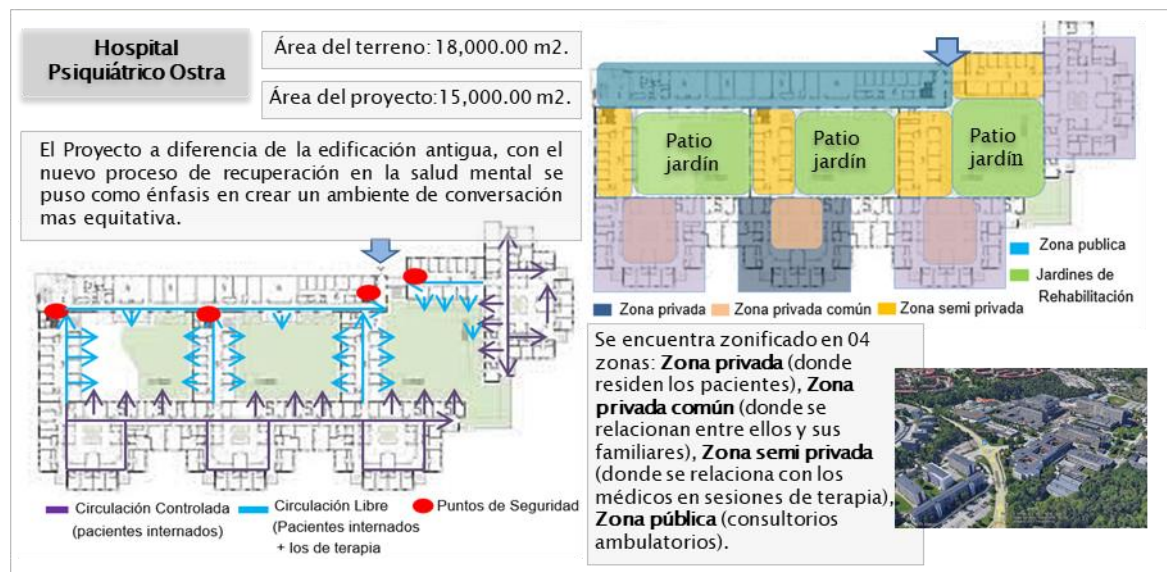 Hospital
Psiquiátrico Ostra
Área del terreno: 18,000.00 m2.
Área del proyecto:15,000.00 m2.
El Proyecto a diferencia de la edificación antigua, con el
nuevo proceso de recuperación en la salud mental se
puso como énfasis en crear un ambiente de conversación
mas equitativa.
Circulación Controlada
(pacientes internados)
Circulación Libre
(Pacientes internados
+ los de terapia
Puntos de Seguridad
Patio
jardín
Patio
jardín
Patio
jardín
Zona publica
Jardines de
Rehabilitación
Zona privada
Zona privada común
Zona semi privada
Se encuentra zonificado en 04
zonas: Zona privada (donde
residen los pacientes), Zona
privada común (donde se
relacionan entre ellos y sus
familiares), Zona semi privada
(donde se relaciona con los
médicos en sesiones de terapia),
Zona pública (consultorios
ambulatorios).